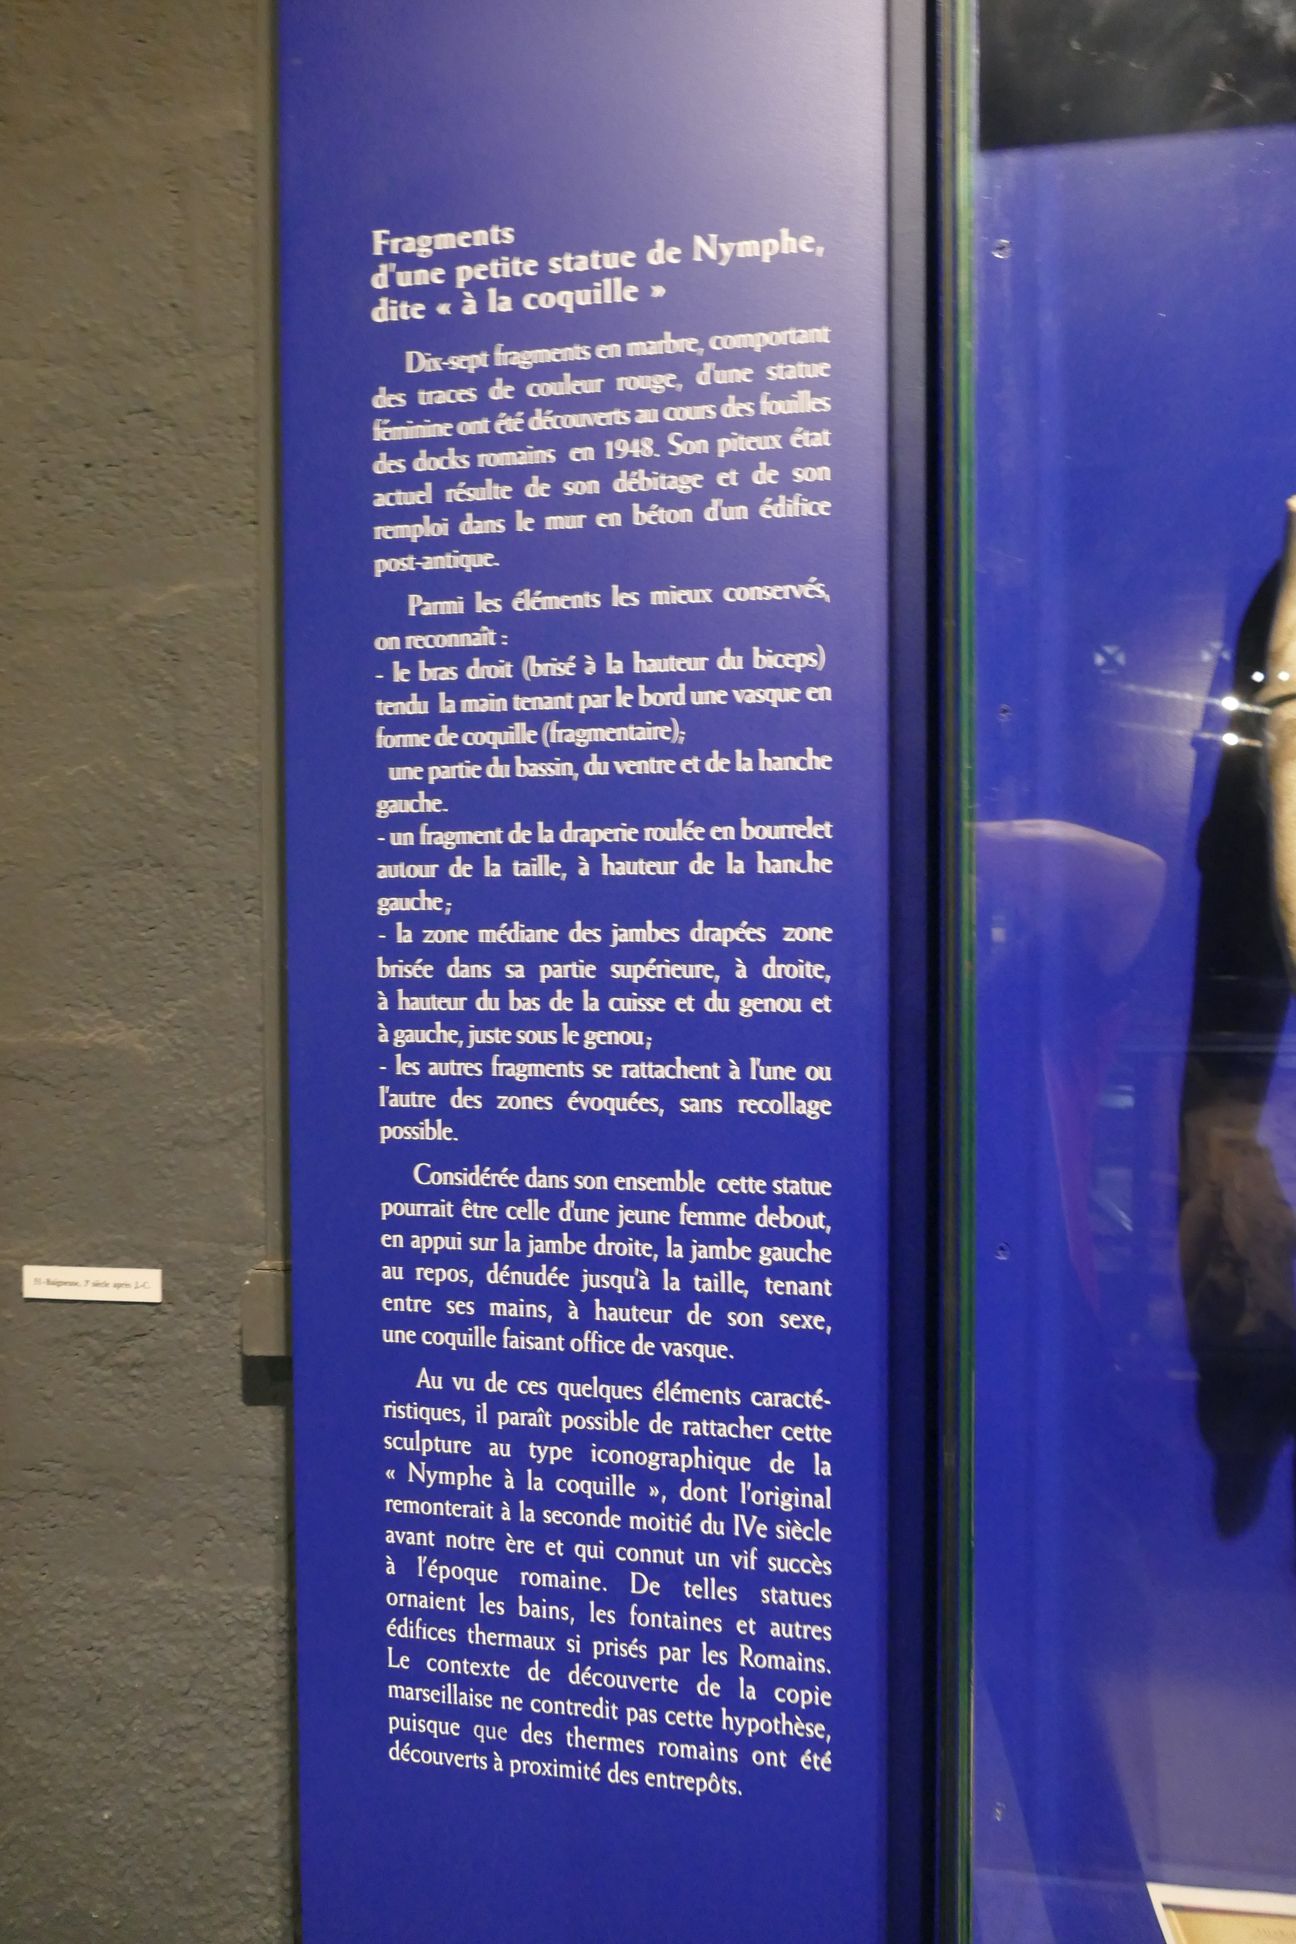 Fragments
d'une petite statue de Nymphe,
dite « à la coquille »
Dix-sept fragments en marbre, comportant
des traces de couleur rouge, d'une statue
féminine ont été découverts au cours des fouilles
des docks romains en 1948. Son piteux état
actuel résulte de son débitage et de son
remploi dans le mur en béton d'un édifice
post-antique.
Parmi les éléments les mieux conservés,
on reconnaît :
- le bras droit (brisé à la hauteur du biceps)
tendu la main tenant par le bord une vasque en
forme de coquille (fragmentaire);
une partie du bassin, du ventre et de la hanche
gauche.
- un fragment de la draperie roulée en bourrelet
autour de la taille, à hauteur de la hanche
gauche;
- la zone médiane des jambes drapées zone
brisée dans sa partie supérieure, à droite,
à hauteur du bas de la cuisse et du genou et
à gauche, juste sous le genou;
- les autres fragments se rattachent à l'une ou
l'autre des zones évoquées, sans recollage
possible.
Considérée dans son ensemble cette statue
pourrait être celle d'une jeune femme debout,
en appui sur la jambe droite, la jambe gauche
au repos, dénudée jusqu'à la taille, tenant
entre ses mains, à hauteur de son sexe,
une coquille faisant office de vasque.
Au vu de ces quelques éléments caracté-
ristiques, il paraît possible de rattacher cette
sculpture au type iconographique de la
« Nymphe à la coquille », dont l'original
remonterait à la seconde moitié du IVe siècle
avant notre ère et qui connut un vif succès
à l'époque romaine. De telles statues
ornaient les bains, les fontaines et autres
édifices thermaux si prisés par les Romains.
Le contexte de découverte de la copie
marseillaise ne contredit pas cette hypothèse,
puisque que des thermes romains ont été
découverts à proximité des entrepôts.
Baigneuse, siècle après J.-C.